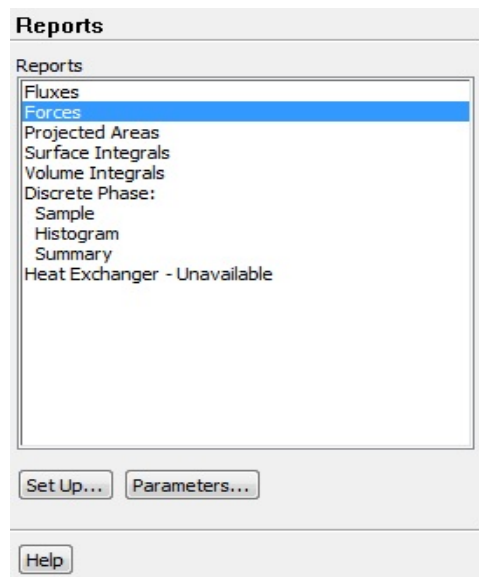 Reports
Reports
Fluxes
Forces
Projected Areas
Surface Integrals
Volume Integrals
Discrete Phase:
Sample
Histogram
Summary
Heat Exchanger - Unavailable
Set Up... Parameters...
Help